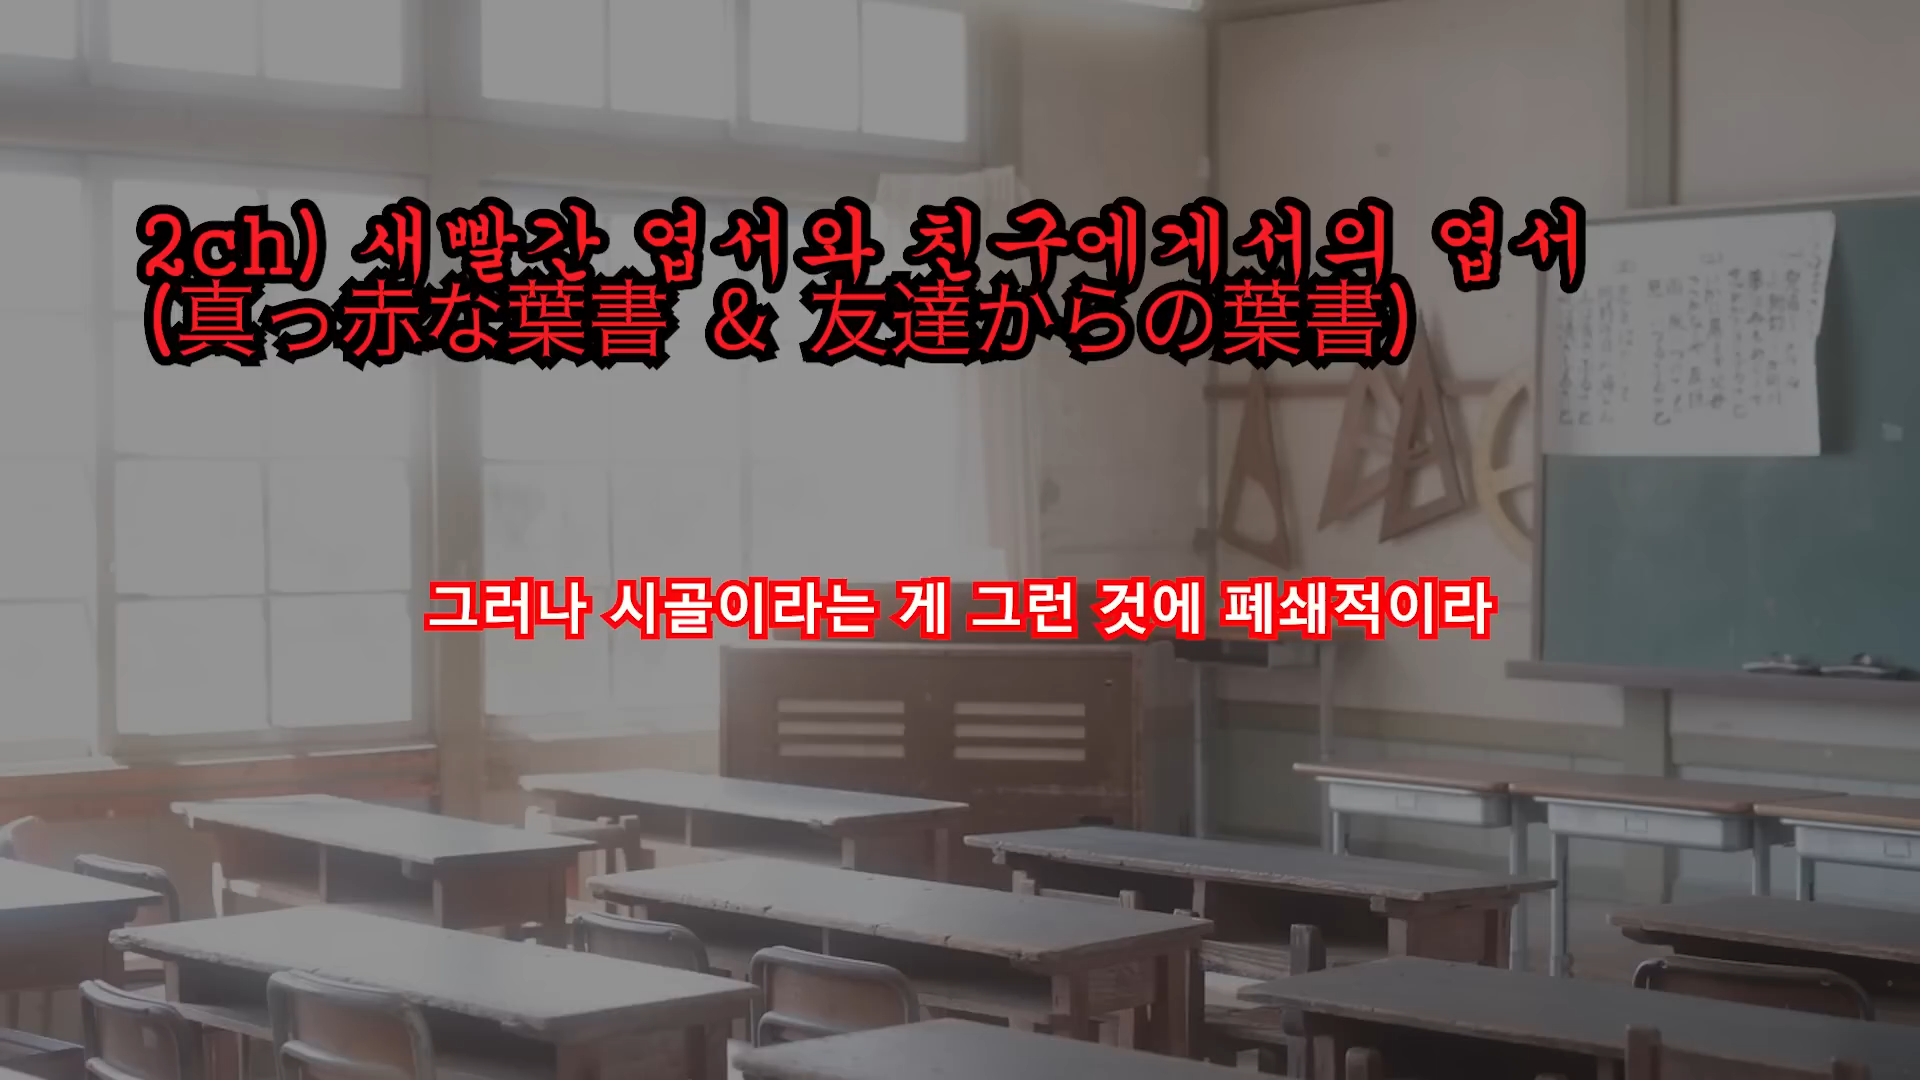 2ch) 새빨간 엽서와 친구에게서의 엽서
(真っ赤な葉書 & 友達からの葉書)
그러나 시골이라는 게 그런 것에 폐쇄적이라